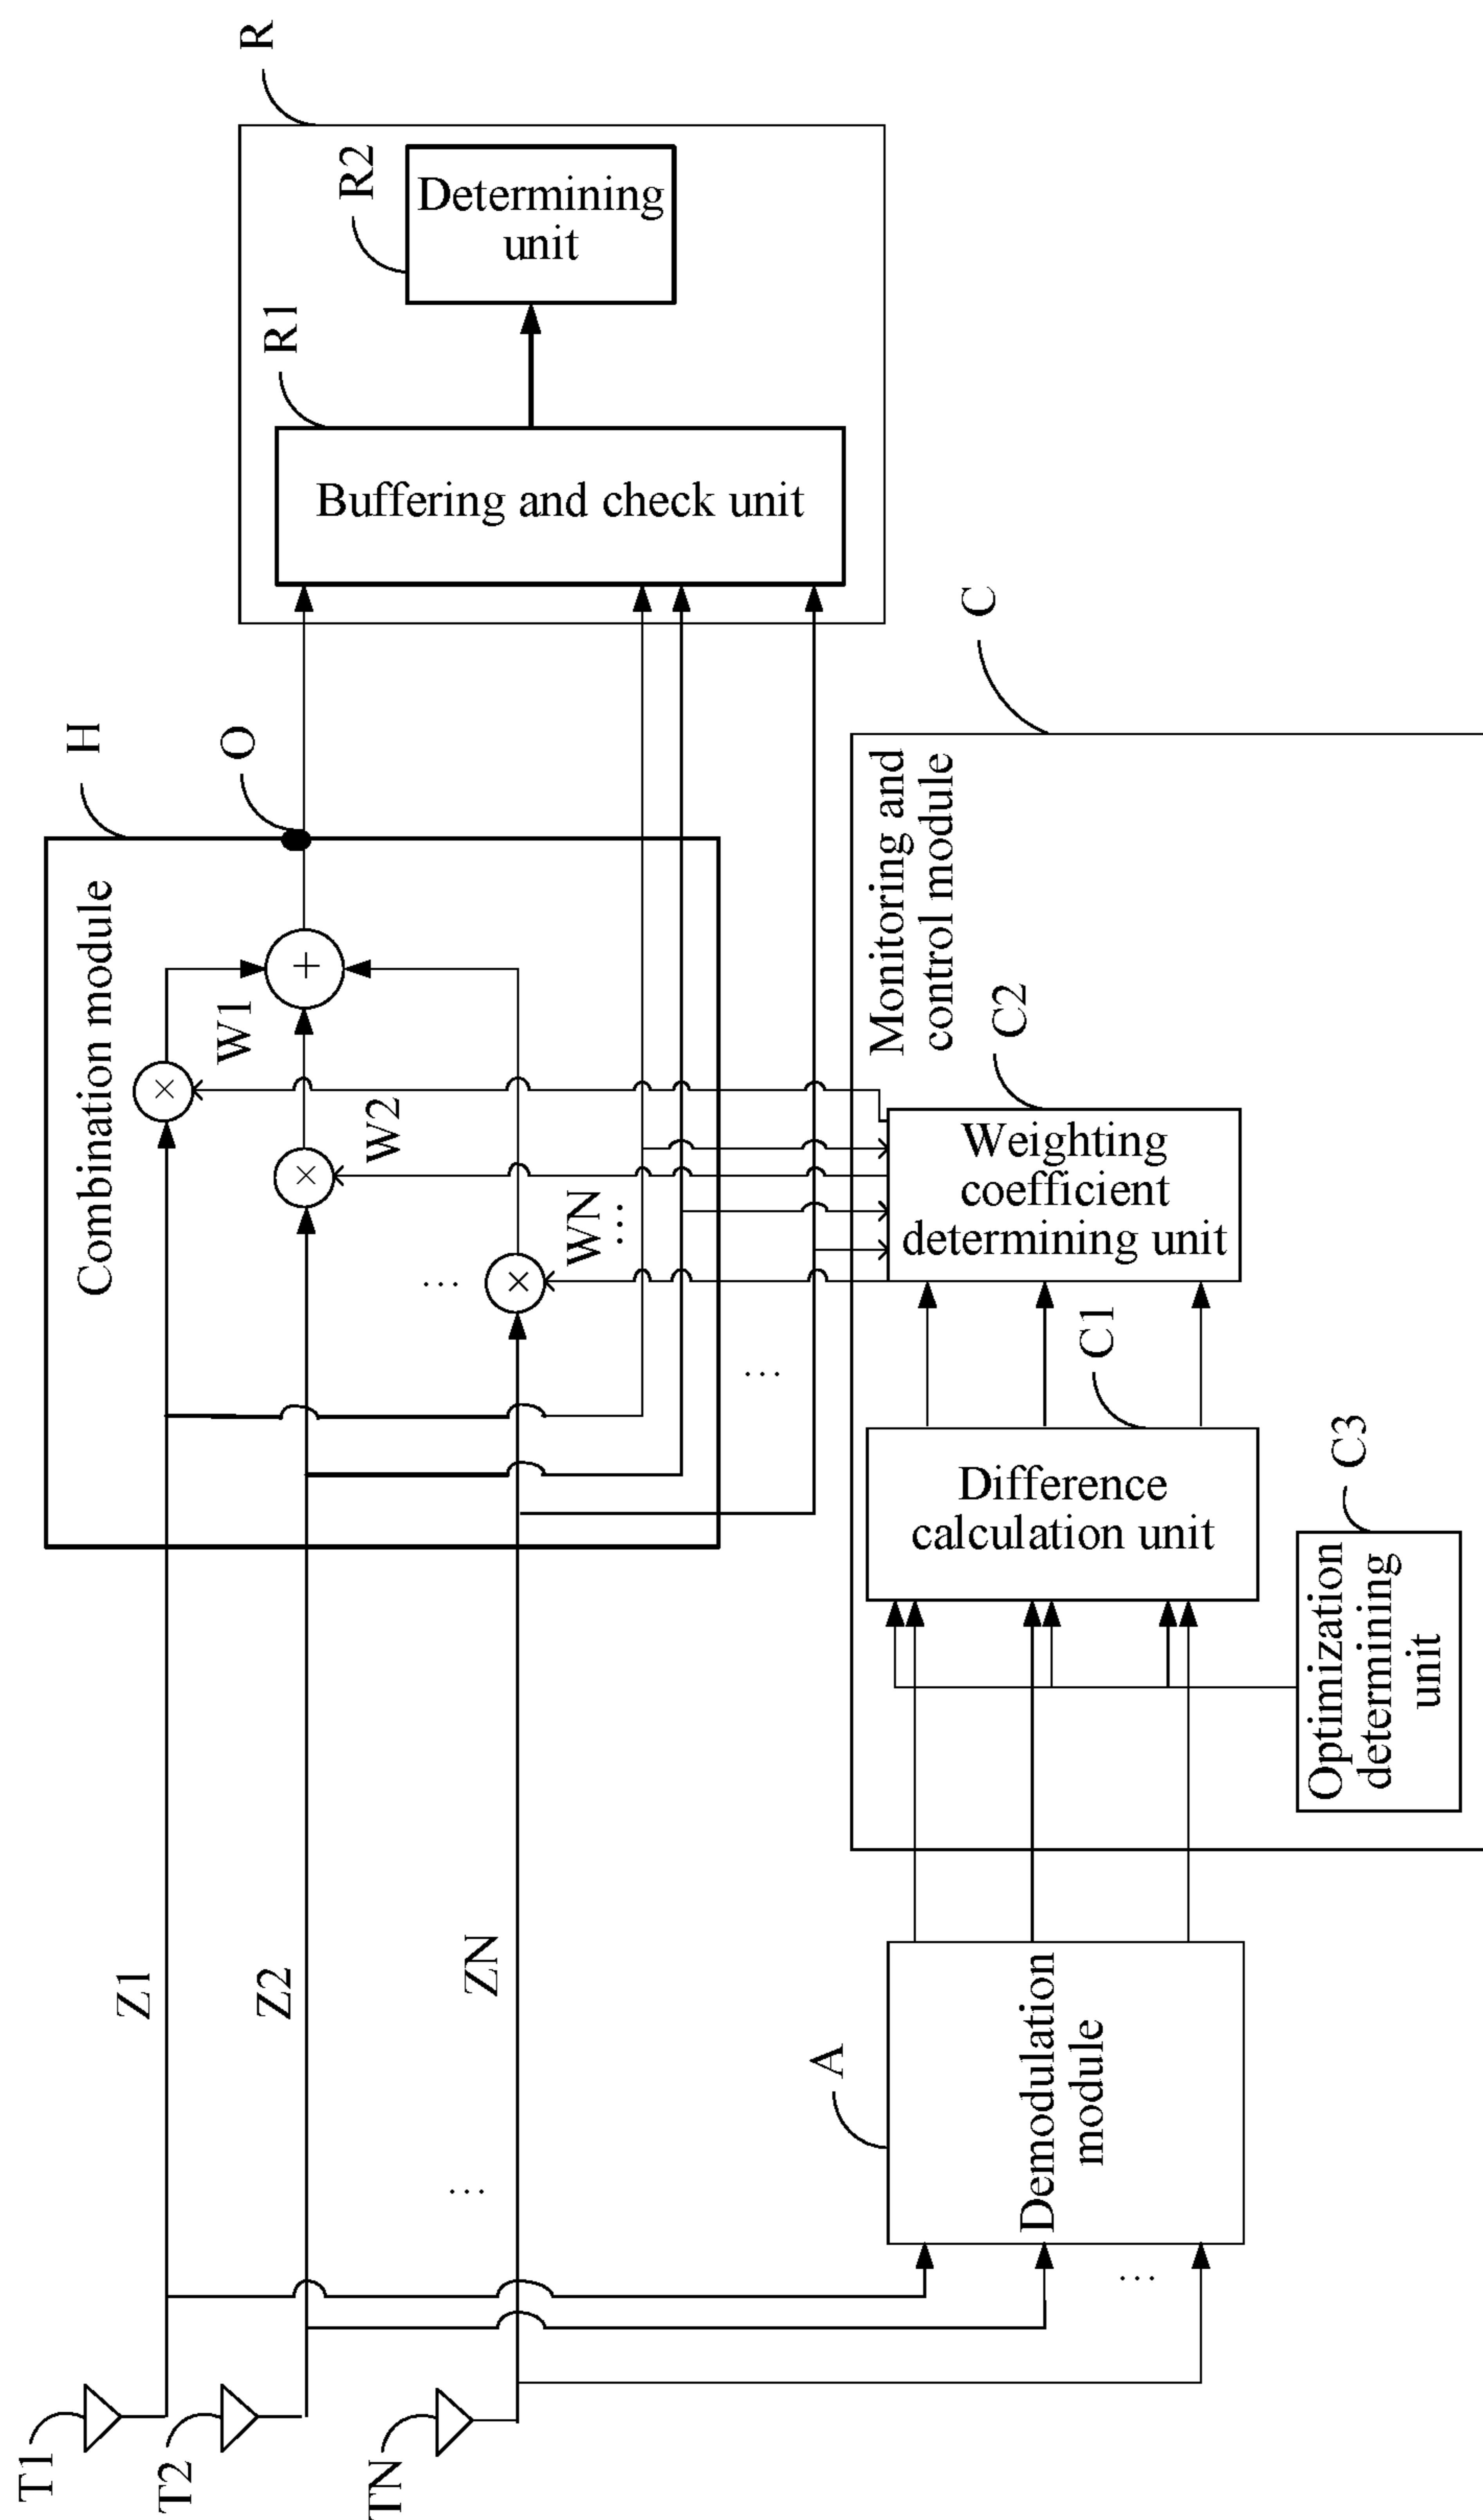 R
R2
Determining
unit
R1
Buffering and check unit
H
O
C
Combination module
W1
W2
WN
...
...
...
Monitoring and
control module
C2
Weighting
coefficient
determining unit
C1
Difference
calculation unit
C3
Optimization
determining
unit
Z1
Z2
ZN
...
A
Demodulation
module
...
T1
T2
TN
+
×
×
×